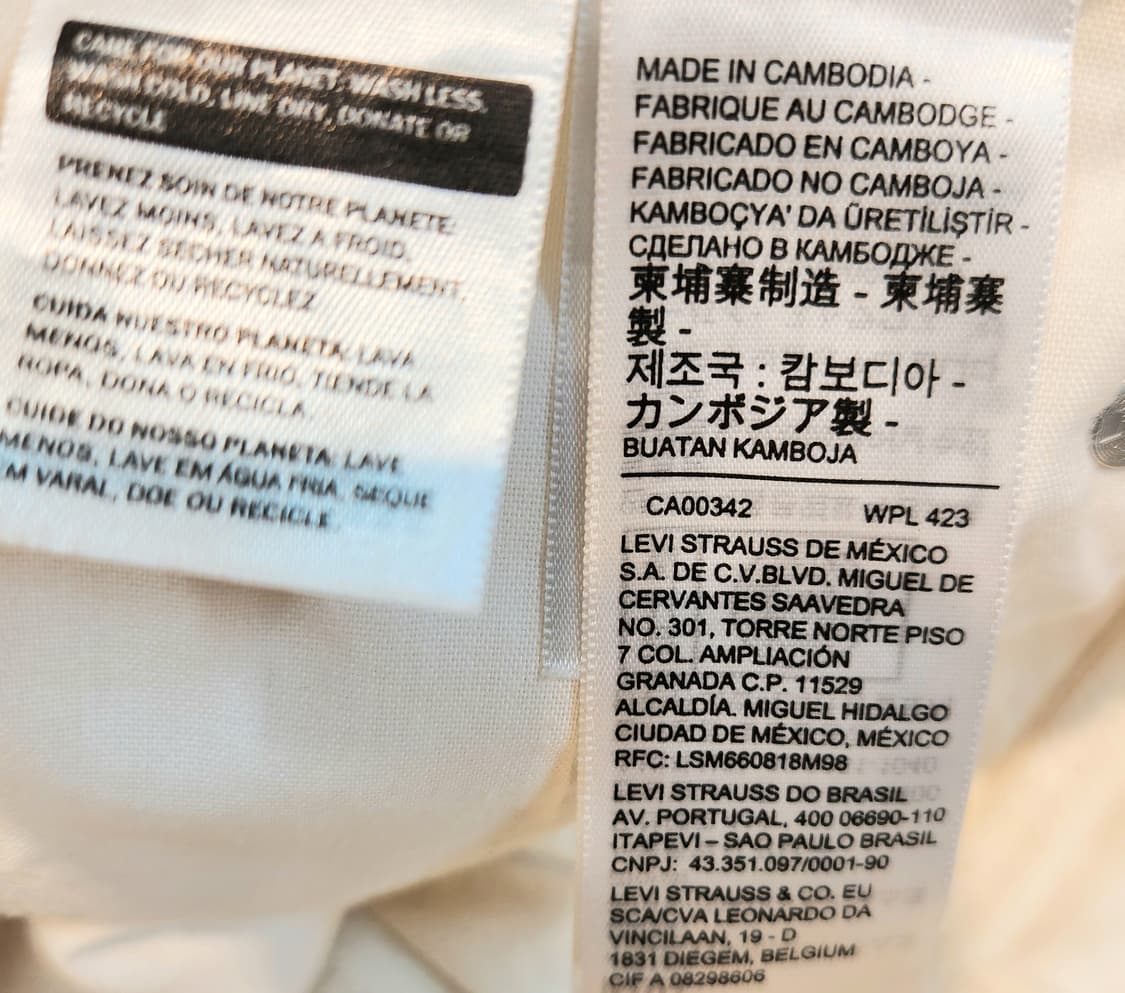 CARE FOR OUR PLANET: WASH LESS,
WASH COLD, LINE DRY, DONATE OR
RECYCLE
PRENEZ SOIN DE NOTRE PLANÈTE:
LAVEZ MOINS, LAVEZ A FROID,
LAISSEZ SÉCHER NATURELLEMENT,
DONNEZ OU RECYCLEZ
CUIDA NUESTRO PLANETA: LAVA
MENOS, LAVA EN FRIO, TIENDE LA
ROPA, DONA O RECICLA.
CUIDE DO NOSSO PLANETA: LAVE
MENOS, LAVE EM ÁGUA FRIA, SEQUE
M VARAL, DOE OU RECICLE.
MADE IN CAMBODIA -
FABRIQUE AU CAMBODGE -
FABRICADO EN CAMBOYA -
FABRICADO NO CAMBOJA -
KAMBOÇYA' DA ÜRETİLİŞTİR -
СДЕЛАНО В КАМБОДЖЕ -
柬埔寨制造 - 柬埔寨
製 -
제조국 : 캄보디아 -
カンボジア製 -
BUATAN KAMBOJA
CA00342 WPL 423
LEVI STRAUSS DE MÉXICO
S.A. DE C.V.BLVD. MIGUEL DE
CERVANTES SAAVEDRA
NO. 301, TORRE NORTE PISO
7 COL. AMPLIACIÓN
GRANADA C.P. 11529
ALCALDÍA. MIGUEL HIDALGO
CIUDAD DE MÉXICO, MÉXICO
RFC: LSM660818M98
LEVI STRAUSS DO BRASIL
AV. PORTUGAL, 400 06690-110
ITAPEVI – SAO PAULO BRASIL
CNPJ: 43.351.097/0001-90
LEVI STRAUSS & CO. EU
SCA/CVA LEONARDO DA
VINCILAAN, 19 - D
1831 DIEGEM, BELGIUM
CIF A 08298606